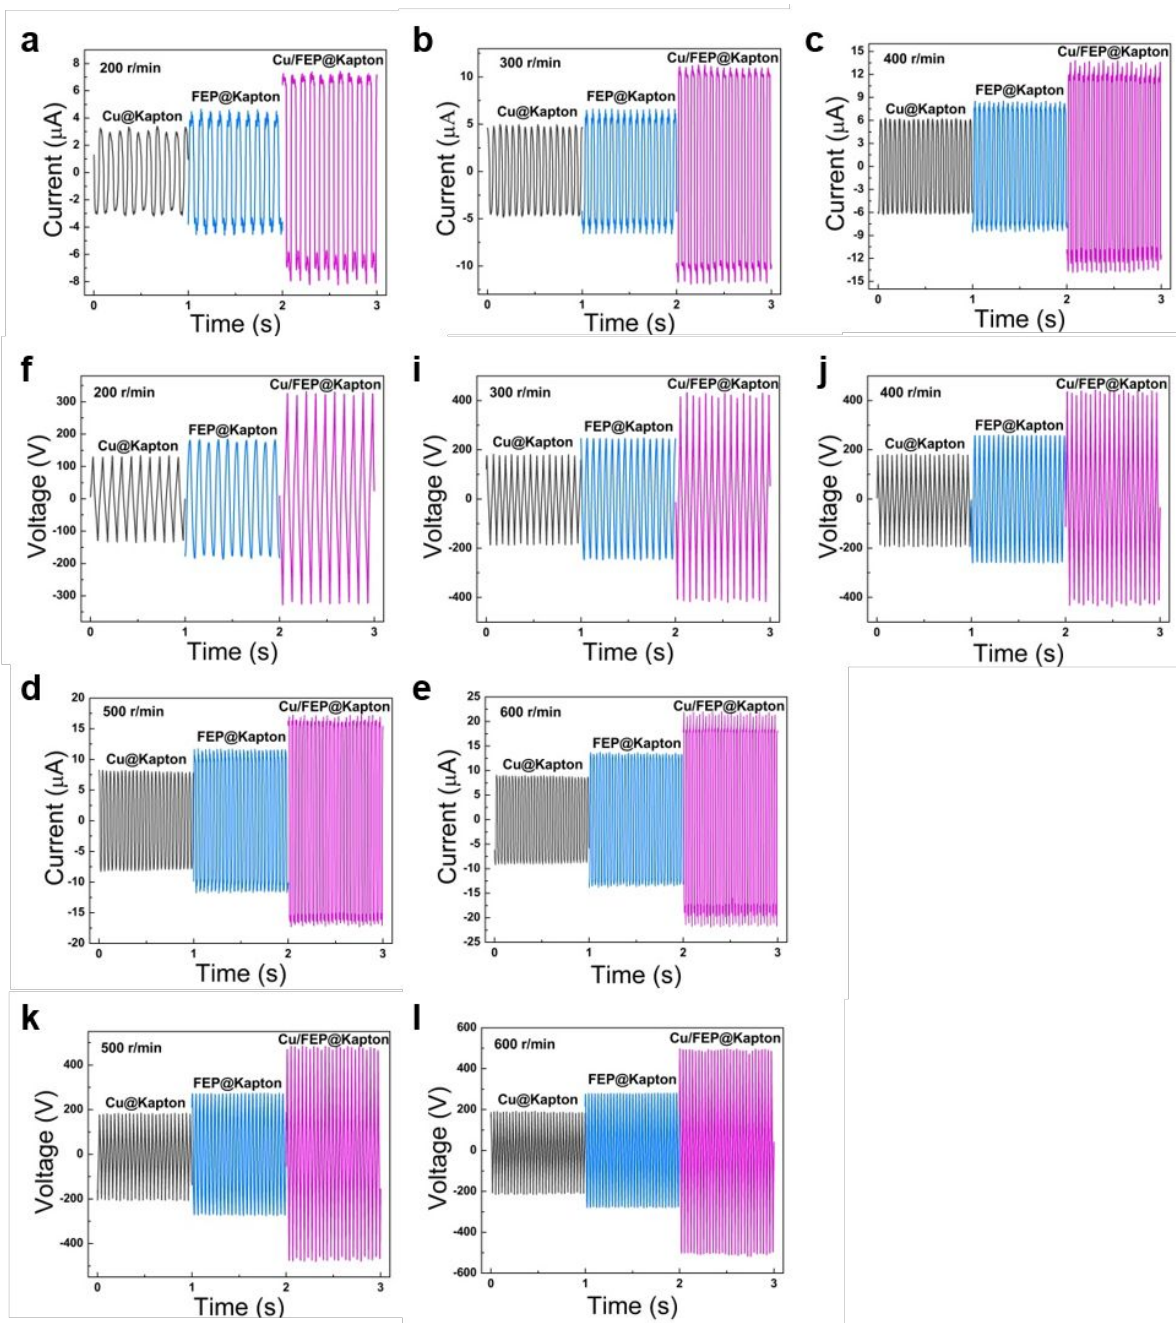 a
200 r/min
Cu@Kapton
FEP@Kapton
Cu/FEP@Kapton
Current (μA)
8
6
4
2
0
-2
-4
-6
-8
0 1 2 3
Time (s)
b
300 r/min
Cu@Kapton
FEP@Kapton
Cu/FEP@Kapton
Current (μA)
10
5
0
-5
-10
0 1 2 3
Time (s)
c
400 r/min
Cu@Kapton
FEP@Kapton
Cu/FEP@Kapton
Current (μA)
15
12
9
6
3
0
-3
-6
-9
-12
-15
0 1 2 3
Time (s)
f
200 r/min
Cu@Kapton
FEP@Kapton
Cu/FEP@Kapton
Voltage (V)
300
200
100
0
-100
-200
-300
0 1 2 3
Time (s)
i
300 r/min
Cu@Kapton
FEP@Kapton
Cu/FEP@Kapton
Voltage (V)
400
200
0
-200
-400
0 1 2 3
Time (s)
j
400 r/min
Cu@Kapton
FEP@Kapton
Cu/FEP@Kapton
Voltage (V)
400
200
0
-200
-400
0 1 2 3
Time (s)
d
500 r/min
Cu@Kapton
FEP@Kapton
Cu/FEP@Kapton
Current (μA)
20
15
10
5
0
-5
-10
-15
-20
0 1 2 3
Time (s)
e
600 r/min
Cu@Kapton
FEP@Kapton
Cu/FEP@Kapton
Current (μA)
25
20
15
10
5
0
-5
-10
-15
-20
-25
0 1 2 3
Time (s)
k
500 r/min
Cu@Kapton
FEP@Kapton
Cu/FEP@Kapton
Voltage (V)
400
200
0
-200
-400
0 1 2 3
Time (s)
l
600 r/min
Cu@Kapton
FEP@Kapton
Cu/FEP@Kapton
Voltage (V)
600
400
200
0
-200
-400
-600
0 1 2 3
Time (s)